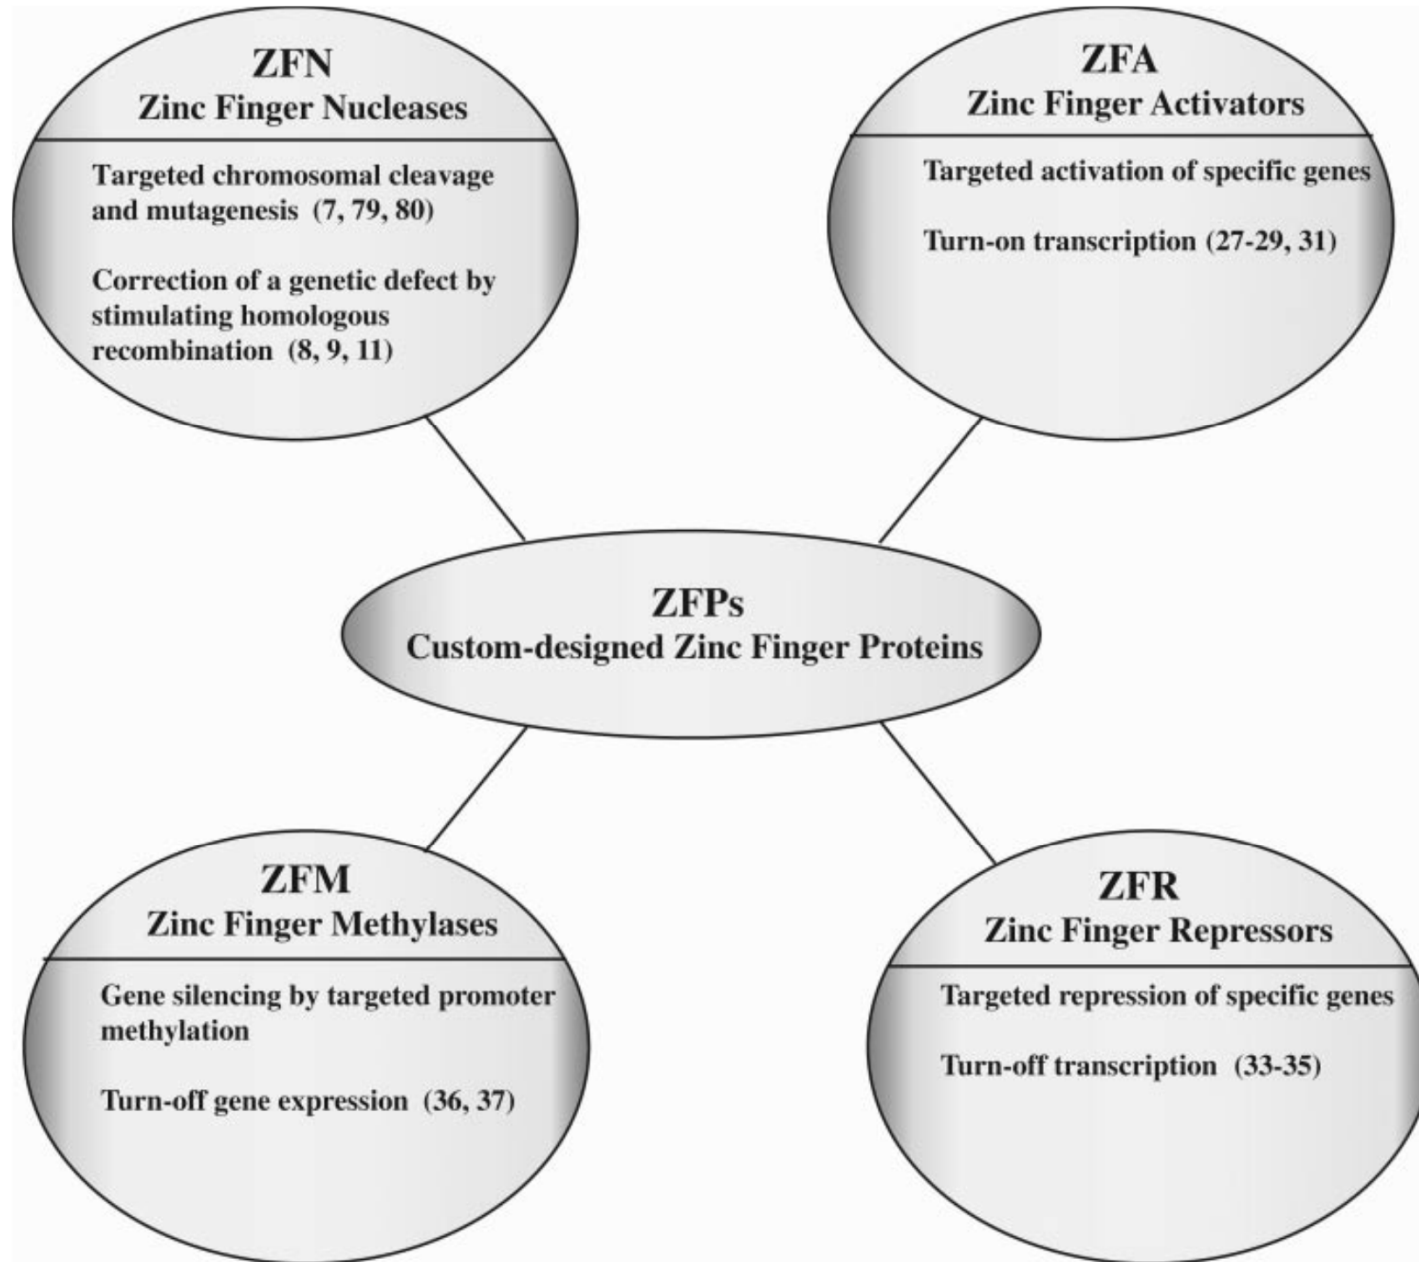 ZFN
Zinc Finger Nucleases
Targeted chromosomal cleavage
and mutagenesis (7, 79, 80)
Correction of a genetic defect by
stimulating homologous
recombination (8, 9, 11)
ZFA
Zinc Finger Activators
Targeted activation of specific genes
Turn-on transcription (27-29, 31)
ZFPs
Custom-designed Zinc Finger Proteins
ZFM
Zinc Finger Methylases
Gene silencing by targeted promoter
methylation
Turn-off gene expression (36, 37)
ZFR
Zinc Finger Repressors
Targeted repression of specific genes
Turn-off transcription (33-35)